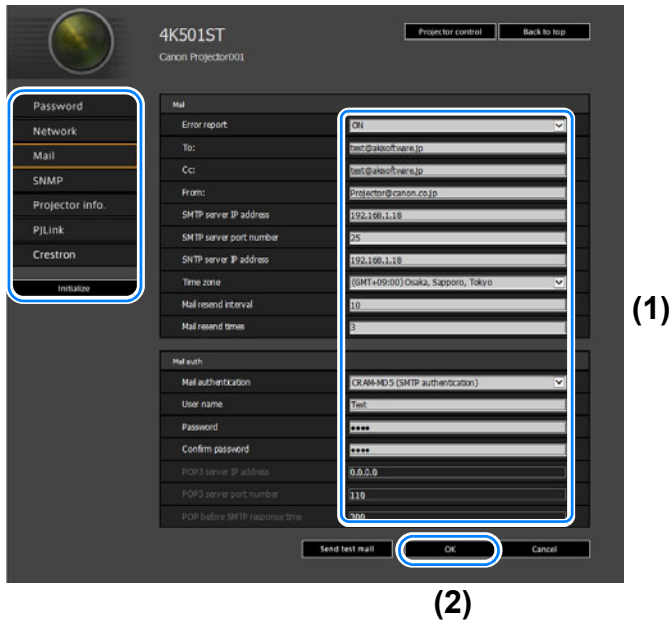 4K501ST
Canon Projector001
Projector control
Back to top
Password
Network
Mail
SNMP
Projector info.
PJLink
Crestron
Initialize
Mail
Error report ON
To: test@akisoftware.jp
Cc: test@akisoftware.jp
From: Projector@canon.co.jp
SMTP server IP address 192.168.1.18
SMTP server port number 25
SNTP server IP address 192.168.1.18
Time zone (GMT+09:00) Osaka, Sapporo, Tokyo
Mail resend interval 10
Mail resend times 3
Mail auth
Mail authentication CRAM-MD5 (SMTP authentication)
User name Test
Password ••••
Confirm password ••••
POP3 server IP address 0.0.0.0
POP3 server port number 110
POP before SMTP response time 300
Send test mail
OK
Cancel
(1)
(2)